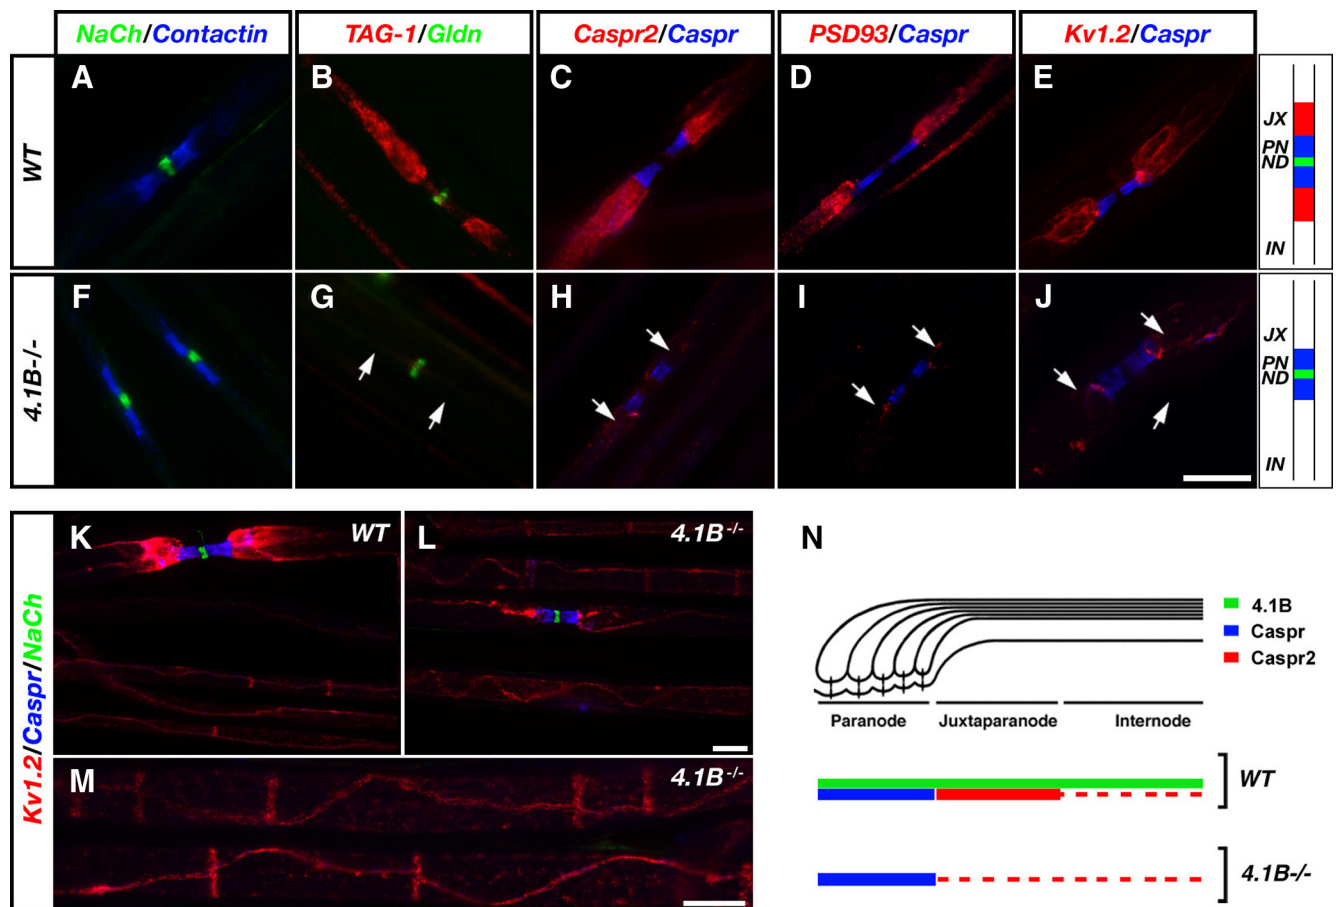 NaCh/Contactin
TAG-1/Gldn
Caspr2/Caspr
PSD93/Caspr
Kv1.2/Caspr
WT
A
B
C
D
E
JX
PN
ND
IN
4.1B-/-
F
G
H
I
J
JX
PN
ND
IN
Kv1.2/Caspr/NaCh
K
WT
L
4.1B-/-
M
4.1B-/-
N
4.1B
Caspr
Caspr2
Paranode
Juxtaparanode
Internode
WT
4.1B-/-